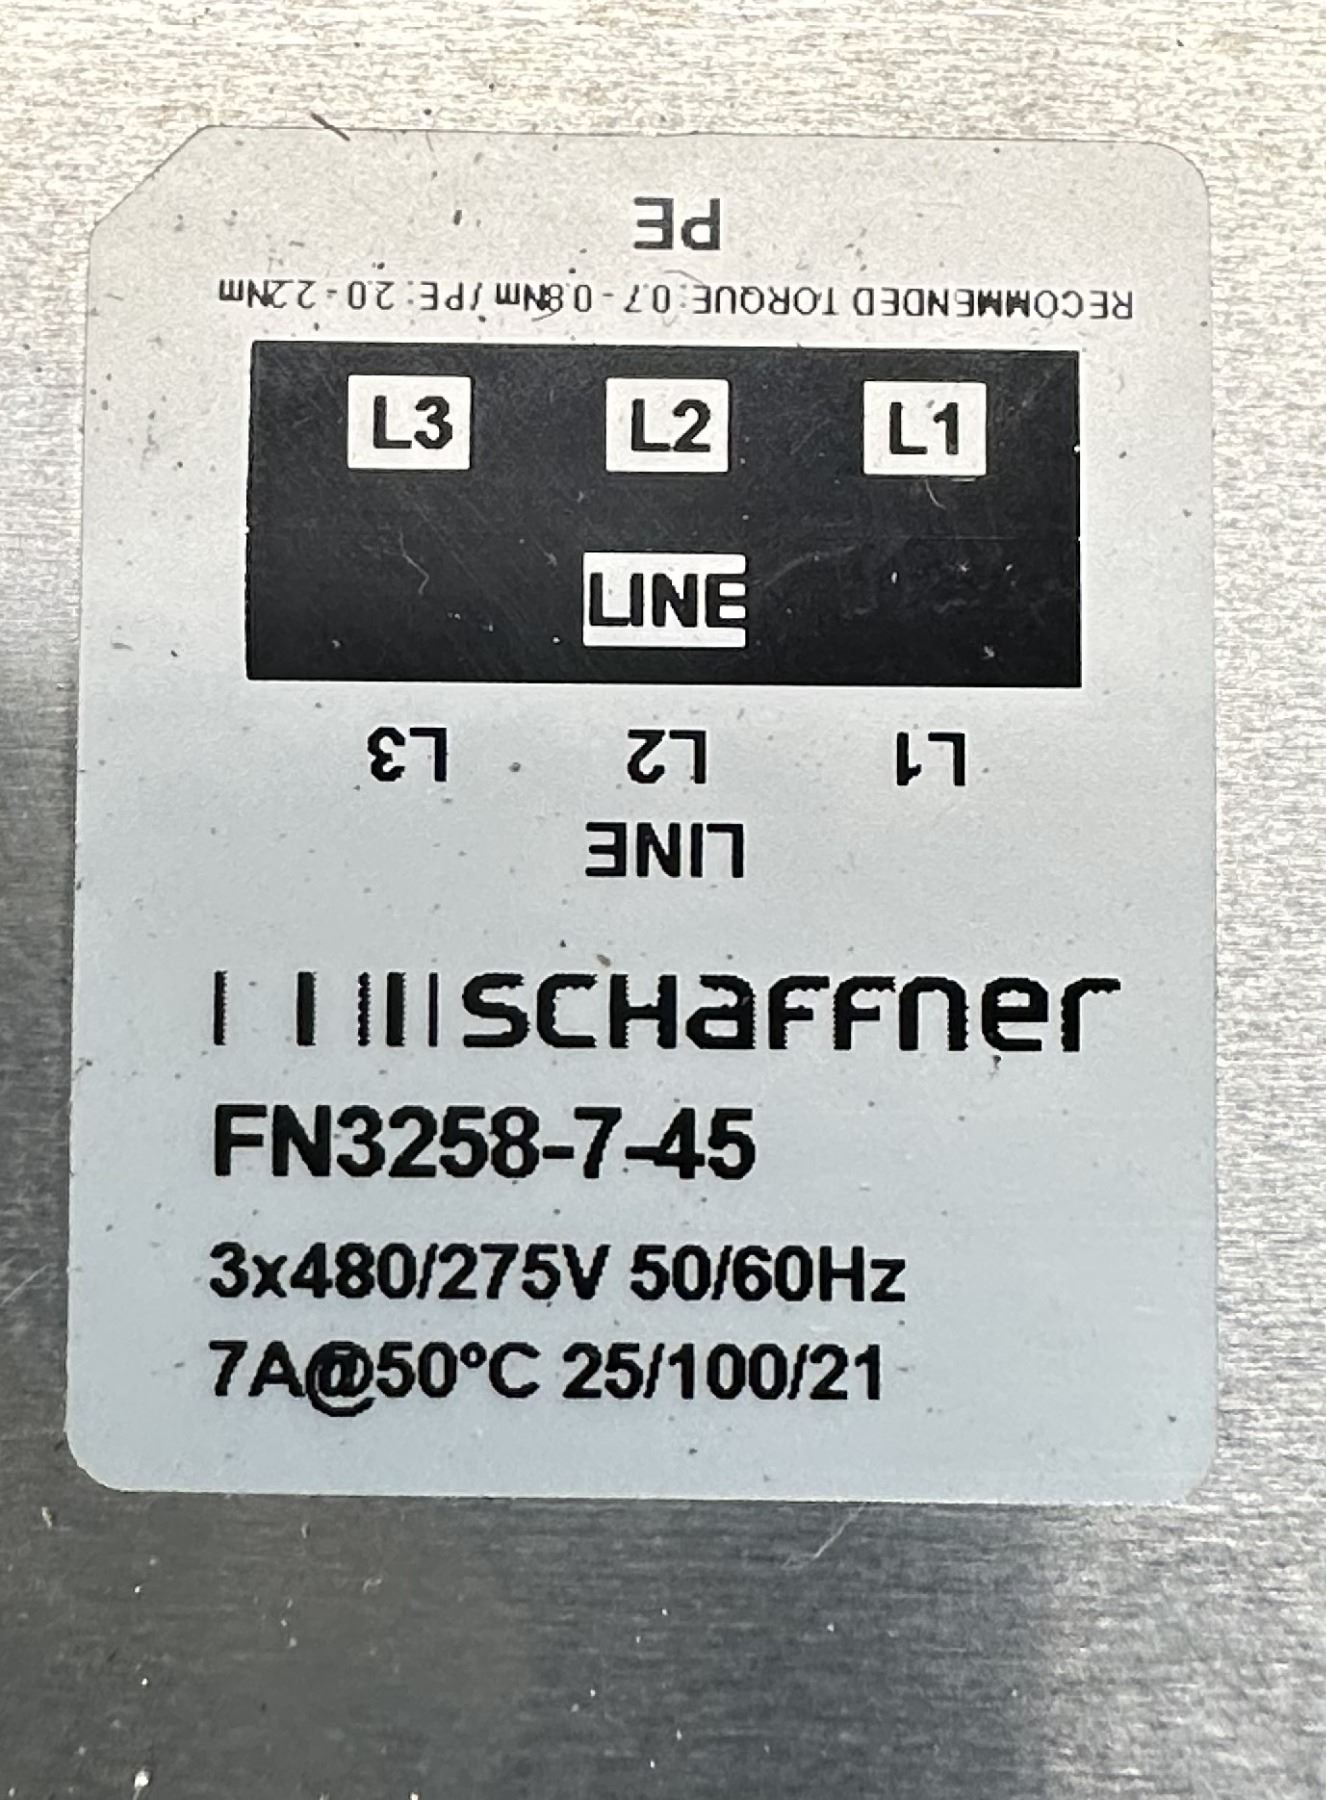 PE
RECOMMENDED TORQUE: 0.7 - 0.8Nm / PE: 2.0 - 2.2Nm
L3 L2 L1
LINE
L3 L2 L1
LINE
SCHAFFNER
FN3258-7-45
3x480/275V 50/60Hz
7A@50°C 25/100/21